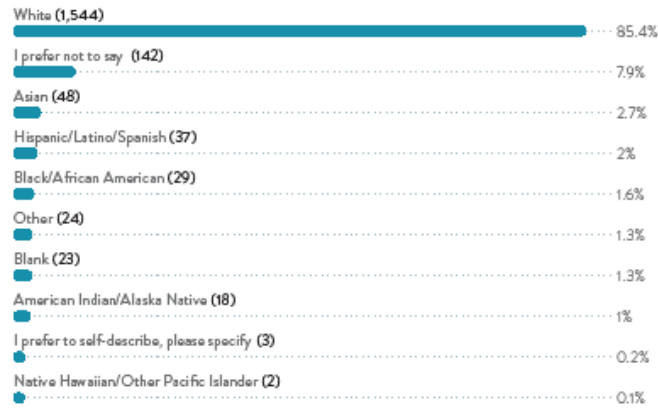 White (1,544)
85.4%
I prefer not to say (142)
7.9%
Asian (48)
2.7%
Hispanic/Latino/Spanish (37)
2%
Black/African American (29)
1.6%
Other (24)
1.3%
Blank (23)
1.3%
American Indian/Alaska Native (18)
1%
I prefer to self-describe, please specify (3)
0.2%
Native Hawaiian/Other Pacific Islander (2)
0.1%